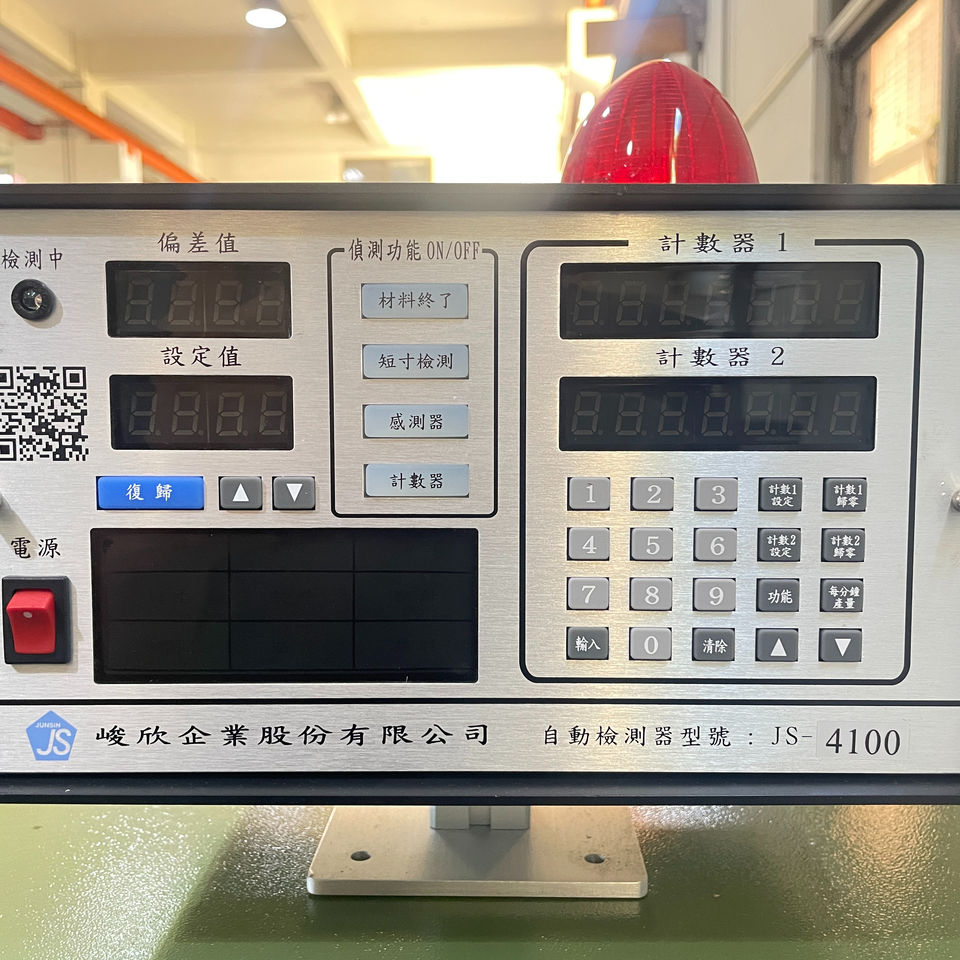 檢測中
偏差值
設定值
復歸
▲
▼
電源
偵測功能 ON/OFF
材料終了
短寸檢測
感測器
計數器
計數器 1
計數器 2
1 2 3 計數1設定 計數1歸零
4 5 6 計數2設定 計數2歸零
7 8 9 功能 每分鐘產量
輸入 0 清除 ▲ ▼
JUNSIN
JS
峻欣企業股份有限公司
自動檢測器型號：JS-4100